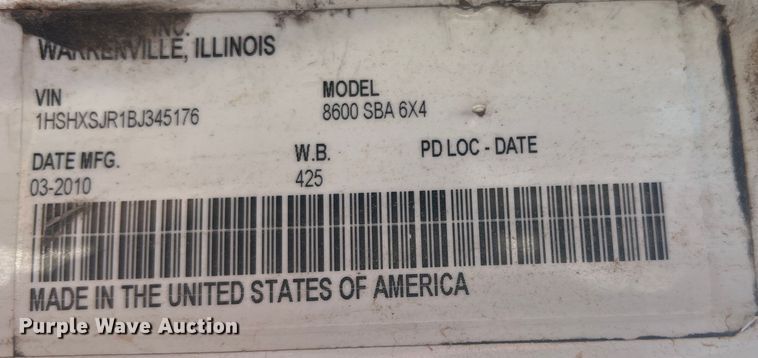 INC.
WARRENVILLE, ILLINOIS
VIN
1HSHXSJR1BJ345176
MODEL
8600 SBA 6X4
DATE MFG.
03-2010
W.B.
425
PD LOC - DATE
MADE IN THE UNITED STATES OF AMERICA
Purple Wave Auction